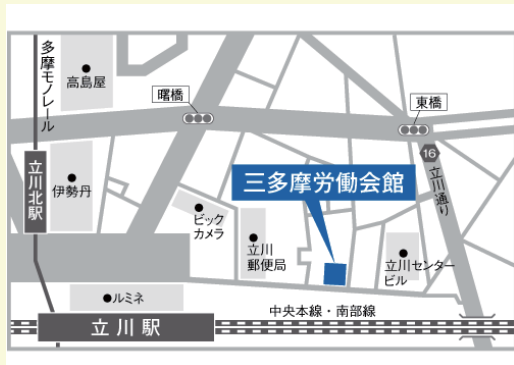 多摩モノレール
高島屋
曙橋
東橋
16
立川通り
立川北駅
伊勢丹
三多摩労働会館
ビック
カメラ
立川
郵便局
立川センター
ビル
ルミネ
中央本線・南部線
立川駅